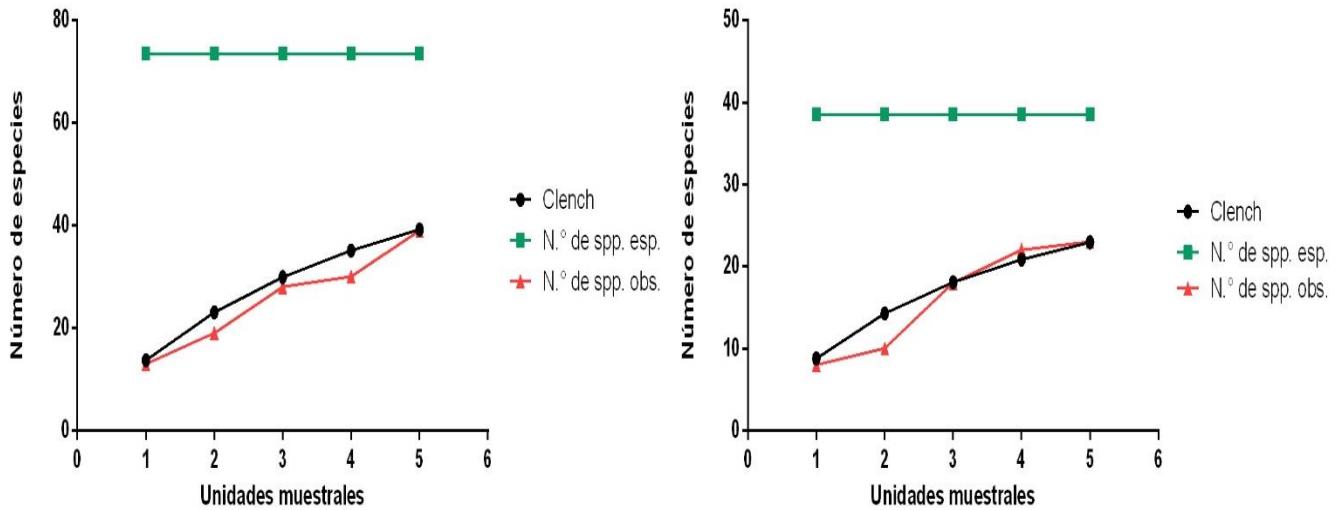 Número de especies
80
60
40
20
0
0 1 2 3 4 5 6
Unidades muestrales
Clench
N.º de spp. esp.
N.º de spp. obs.
Número de especies
50
40
30
20
10
0
0 1 2 3 4 5 6
Unidades muestrales
Clench
N.º de spp. esp.
N.º de spp. obs.